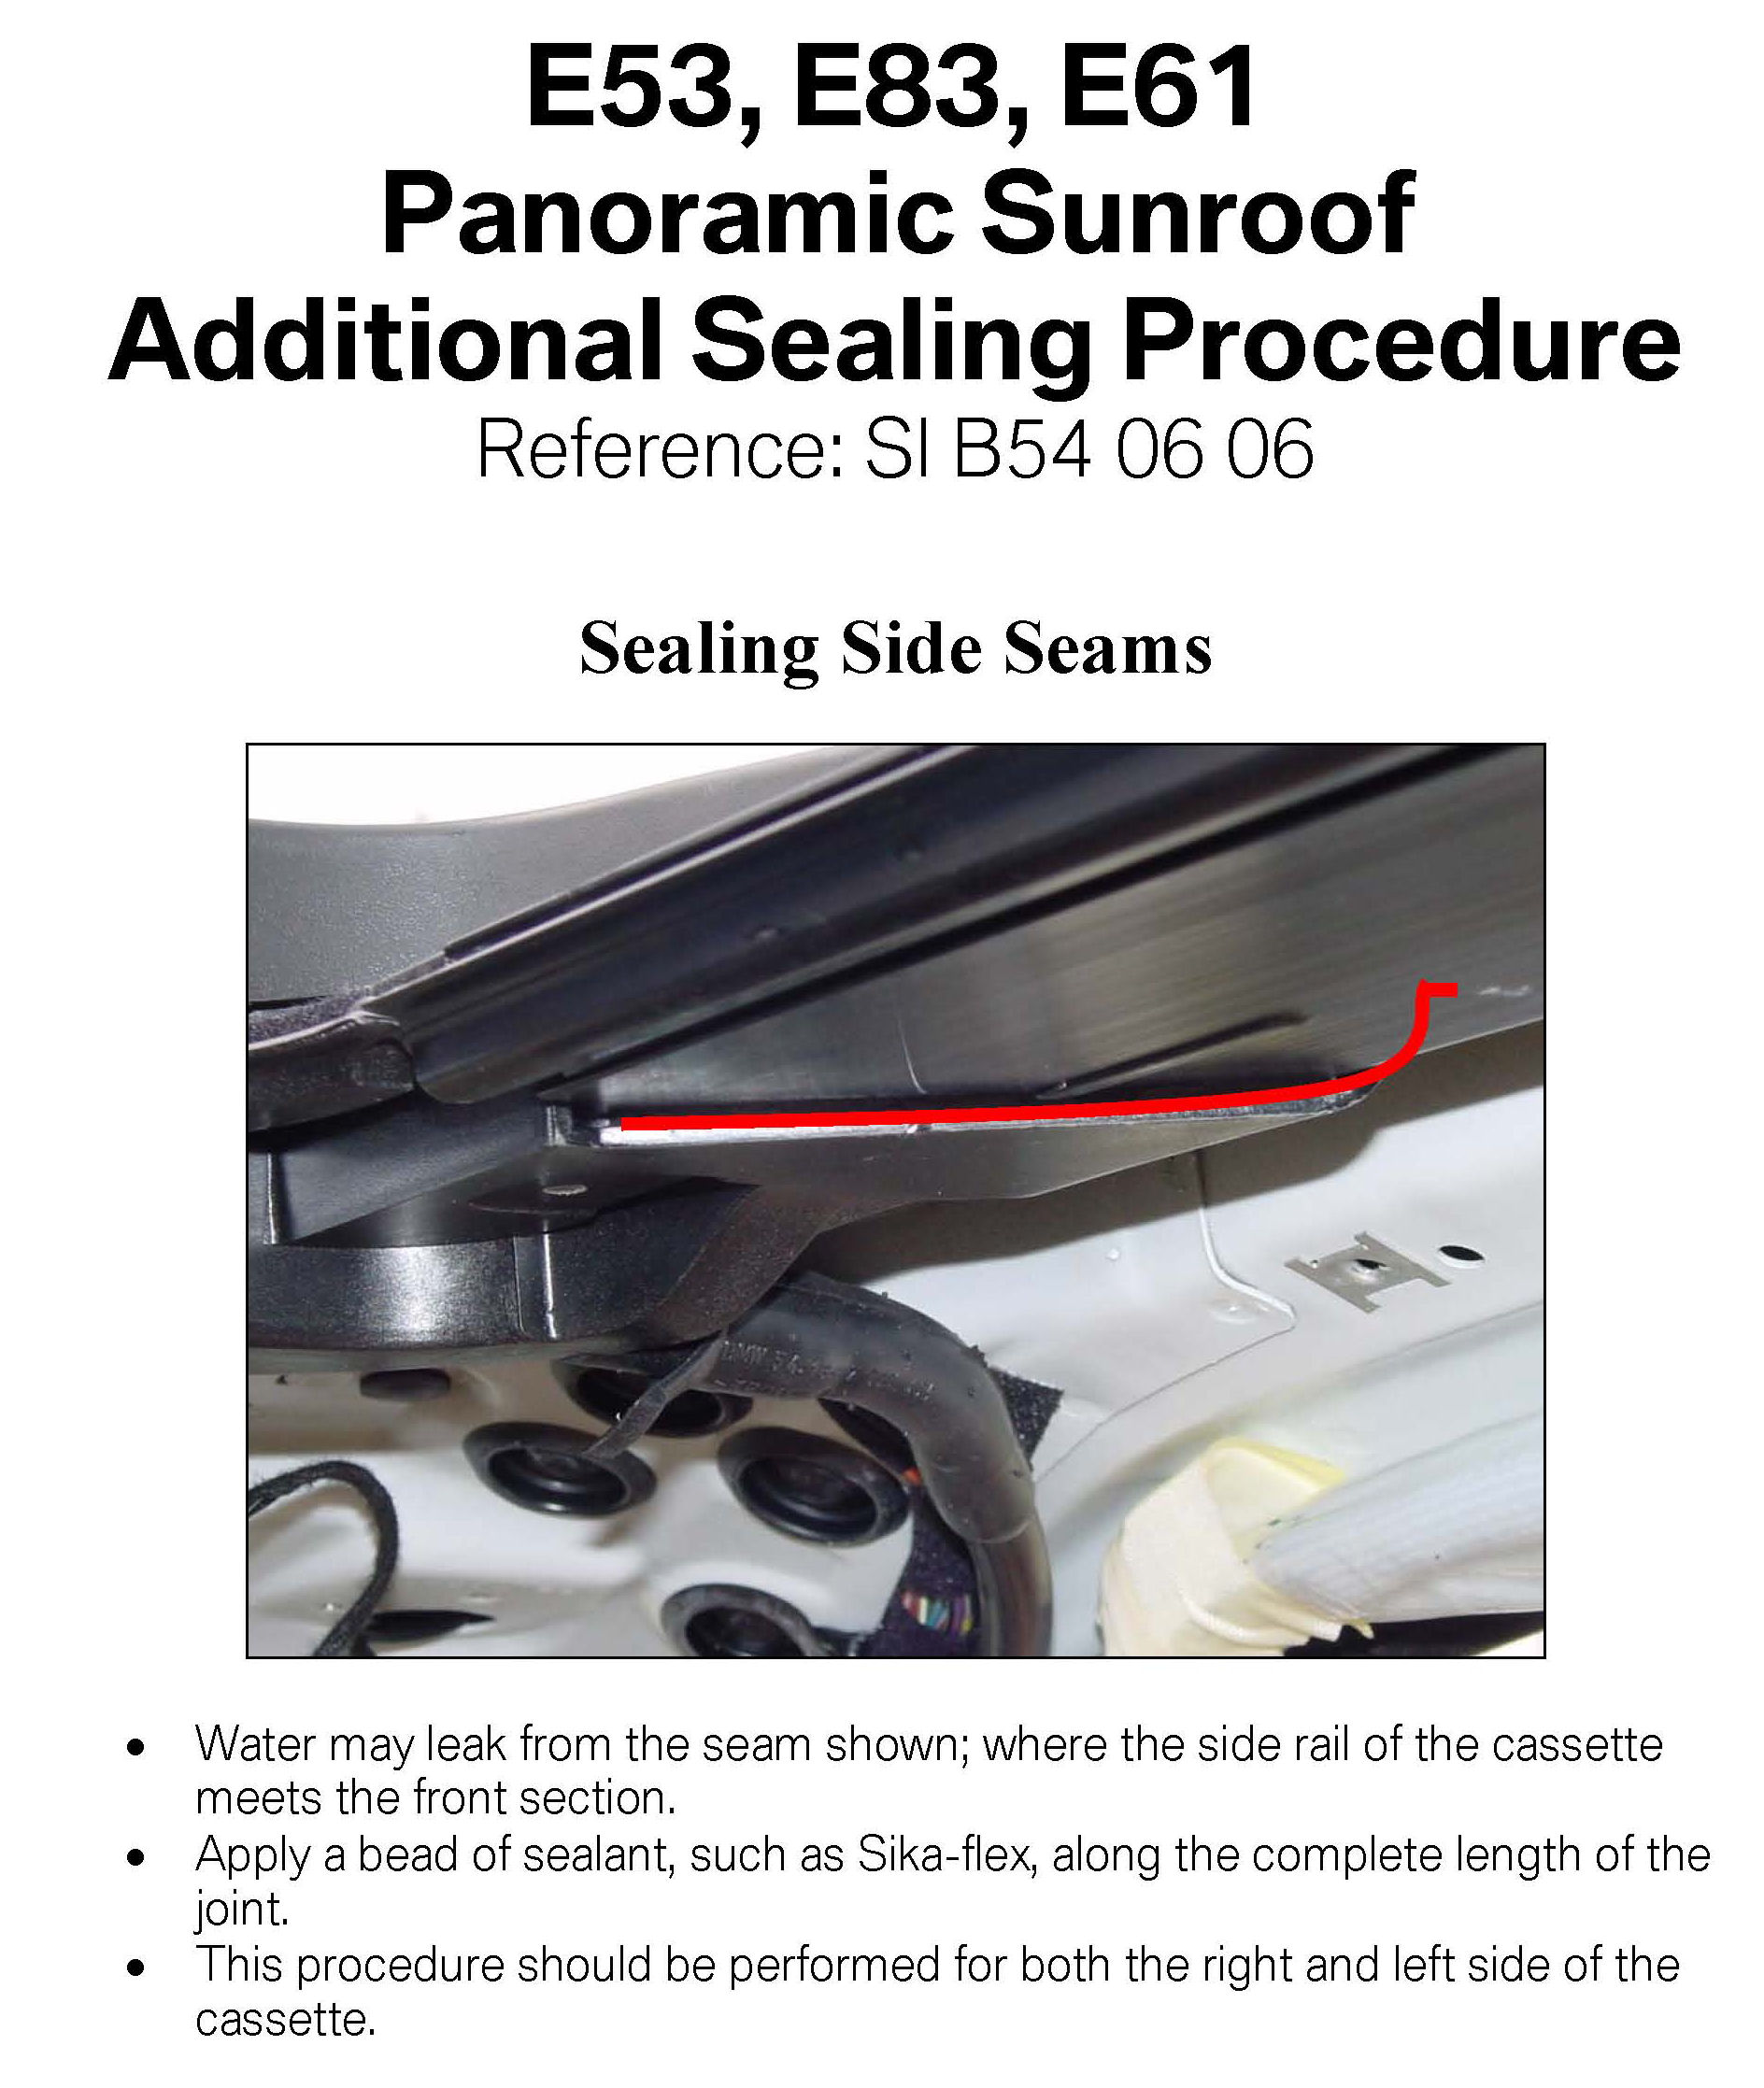 E53, E83, E61
Panoramic Sunroof
Additional Sealing Procedure
Reference: SI B54 06 06
Sealing Side Seams
BMW 54.
• Water may leak from the seam shown; where the side rail of the cassette
meets the front section.
• Apply a bead of sealant, such as Sika-flex, along the complete length of the
joint.
• This procedure should be performed for both the right and left side of the
cassette.